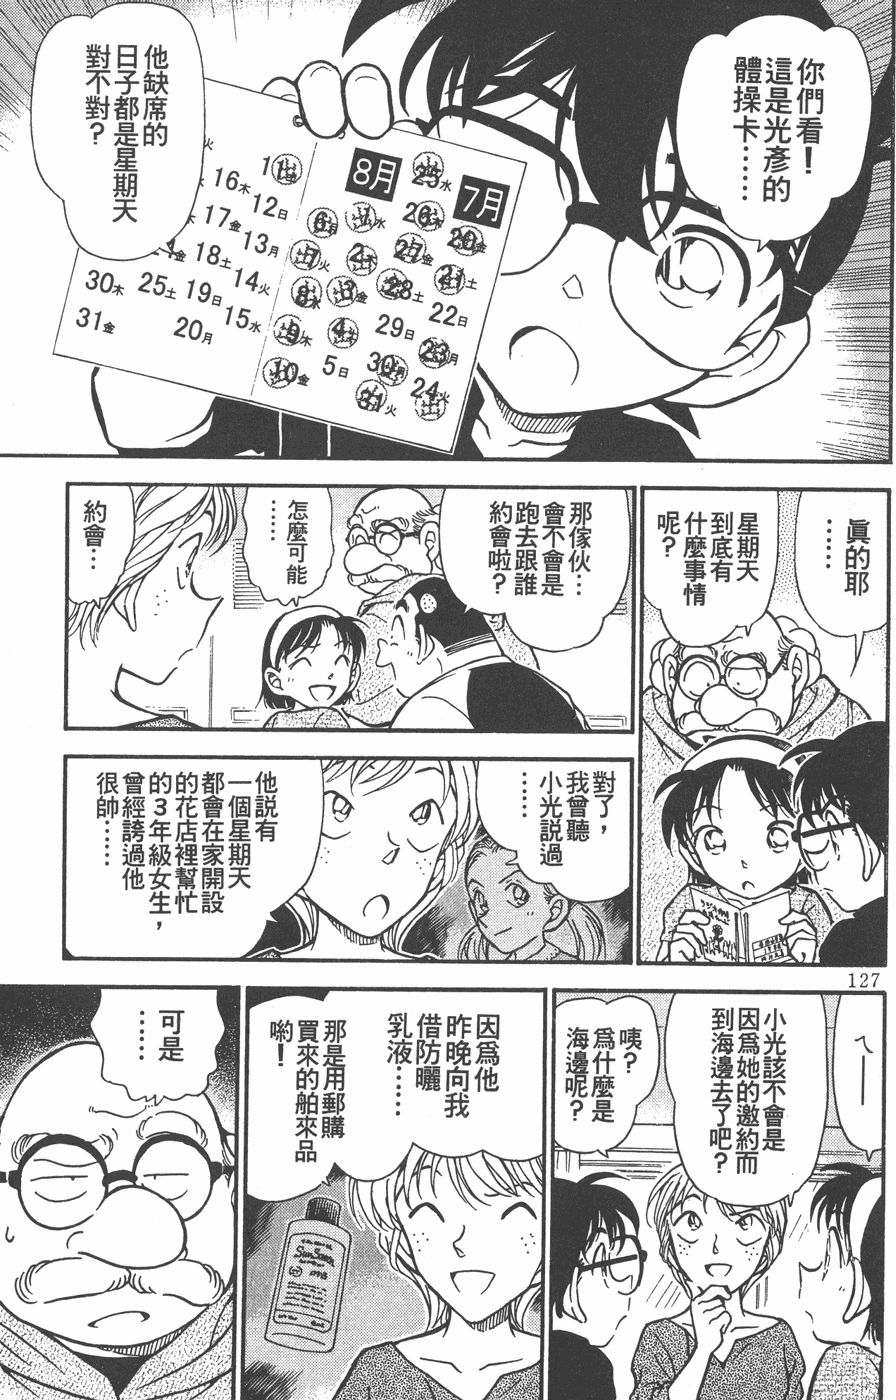 你們看!
這是光彥的
體操卡……
他缺席的
日子都是星期天
對不對?
7月
20金
21土
22日
23月
24火
25水
26木
27金
28土
29日
30月
31火
8月
1水
2木
3金
4土
5日
6月
7火
8水
9木
10金
11土
12日
13月
14火
15水
16木
17金
18土
19日
20月
25土
30木
31金
眞的耶
……
星期天
到底有
什麼事情
呢?
那傢伙…
會不會是
跑去跟誰
約會啦?
怎麼可能
……
約會…
對了,
我曾聽
小光說過
……
他說有
一個星期天
都會在家開設
的花店裡幫忙
的3年級女生,
曾經誇過他
很帥……
127
ㄟ——
小光該不會是
因為她的邀約而
到海邊去了吧?
咦?
為什麼是
海邊呢?
因為他
昨晚向我
借防曬
乳液……
那是用郵購
買來的舶來品
喲!
可是
……